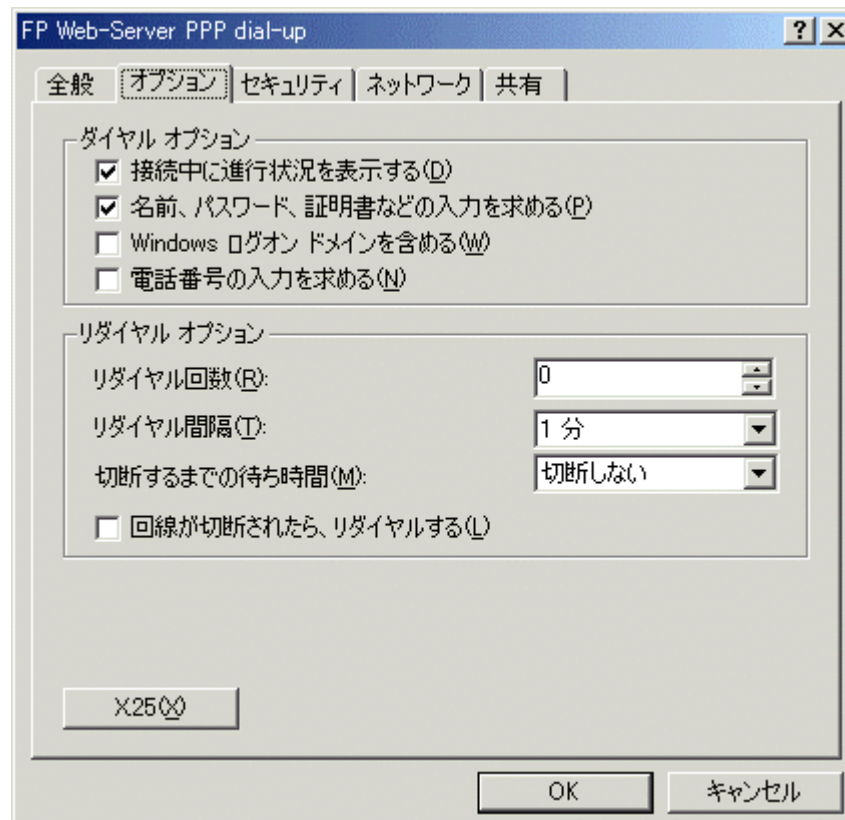 FP Web-Server PPP dial-up
全般 オプション セキュリティ ネットワーク 共有
ダイヤル オプション
接続中に進行状況を表示する(D)
名前、パスワード、証明書などの入力を求める(P)
Windows ログオン ドメインを含める(W)
電話番号の入力を求める(N)
リダイヤル オプション
リダイヤル回数(R): 0
リダイヤル間隔(T): 1 分
切断するまでの待ち時間(M): 切断しない
回線が切断されたら、リダイヤルする(L)
X.25(X)
OK キャンセル